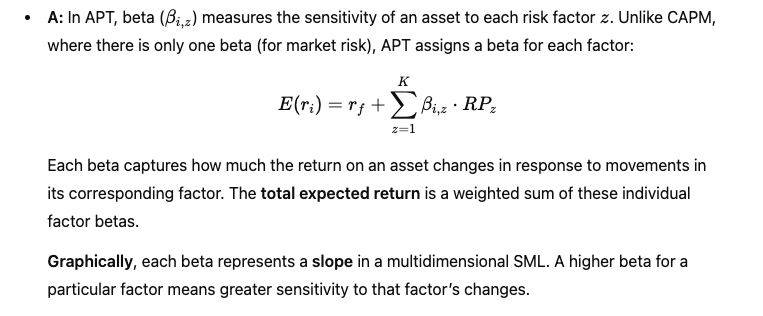 • A: In APT, beta (β_{i,z}) measures the sensitivity of an asset to each risk factor z. Unlike CAPM,
where there is only one beta (for market risk), APT assigns a beta for each factor:
E(r_i) = r_f + \sum_{z=1}^{K} β_{i,z} · RP_z
Each beta captures how much the return on an asset changes in response to movements in
its corresponding factor. The total expected return is a weighted sum of these individual
factor betas.
Graphically, each beta represents a slope in a multidimensional SML. A higher beta for a
particular factor means greater sensitivity to that factor's changes.